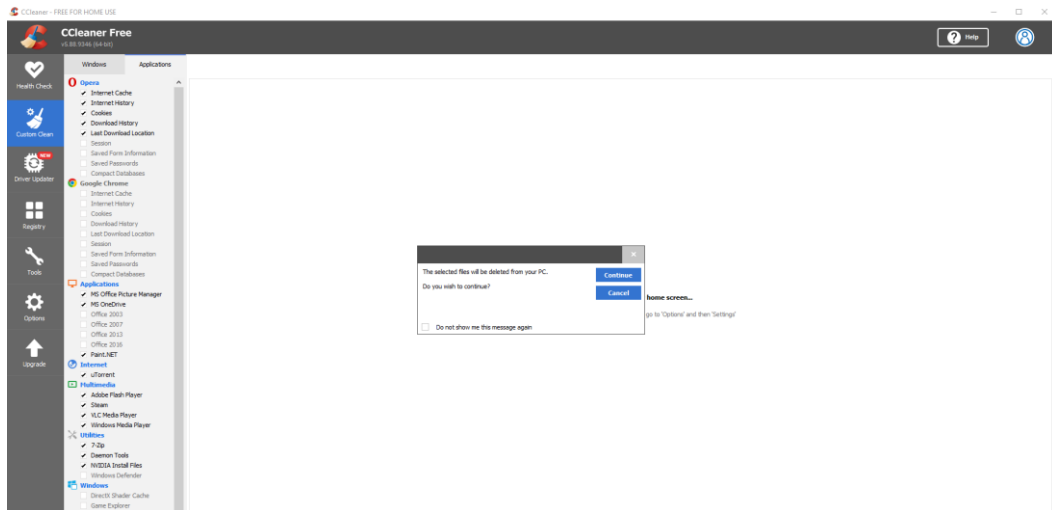 CCleaner - FREE FOR HOME USE
CCleaner Free
v5.88.9346 (64-bit)
Help
Health Check
Custom Clean
NEW
Driver Updater
Registry
Tools
Options
Upgrade
Windows Applications
Opera
Internet Cache
Internet History
Cookies
Download History
Last Download Location
Session
Saved Form Information
Saved Passwords
Compact Databases
Google Chrome
Internet Cache
Internet History
Cookies
Download History
Last Download Location
Session
Saved Form Information
Saved Passwords
Compact Databases
Applications
MS Office Picture Manager
MS OneDrive
Office 2003
Office 2007
Office 2013
Office 2016
Paint.NET
Internet
uTorrent
Multimedia
Adobe Flash Player
Steam
VLC Media Player
Windows Media Player
Utilities
7-Zip
Daemon Tools
NVIDIA Install Files
Windows Defender
Windows
DirectX Shader Cache
Game Explorer
The selected files will be deleted from your PC.
Do you wish to continue?
Continue
Cancel
Do not show me this message again
home screen...
go to 'Options' and then 'Settings'